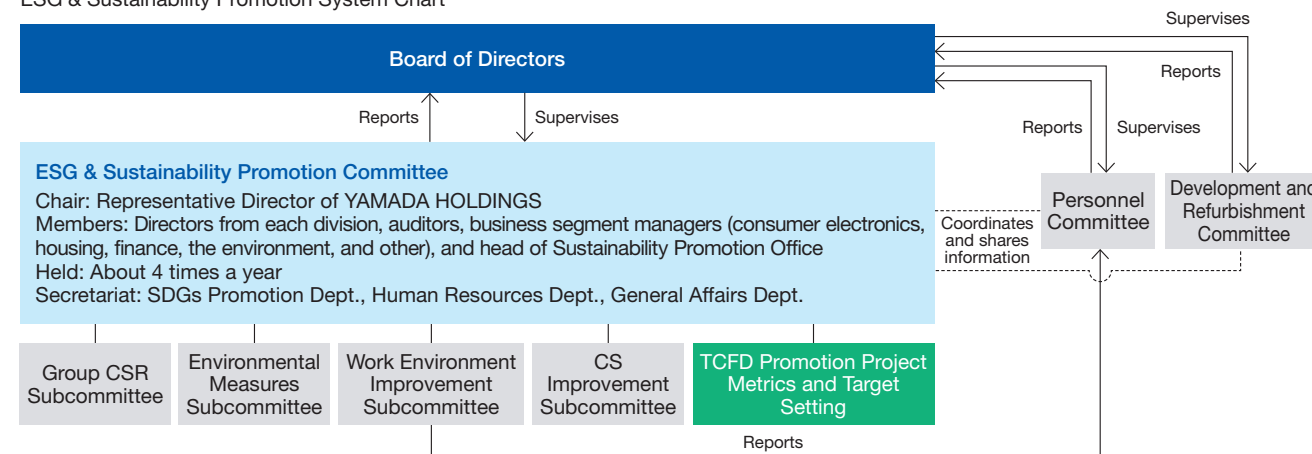 ESG & Sustainability Promotion System Chart
Supervises
Board of Directors
Reports
Reports
Supervises
Reports
Supervises
ESG & Sustainability Promotion Committee
Chair: Representative Director of YAMADA HOLDINGS
Members: Directors from each division, auditors, business segment managers (consumer electronics,
housing, finance, the environment, and other), and head of Sustainability Promotion Office
Held: About 4 times a year
Secretariat: SDGs Promotion Dept., Human Resources Dept., General Affairs Dept.
Coordinates
and shares
information
Personnel
Committee
Development and
Refurbishment
Committee
Group CSR
Subcommittee
Environmental
Measures
Subcommittee
Work Environment
Improvement
Subcommittee
CS
Improvement
Subcommittee
TCFD Promotion Project
Metrics and Target
Setting
Reports